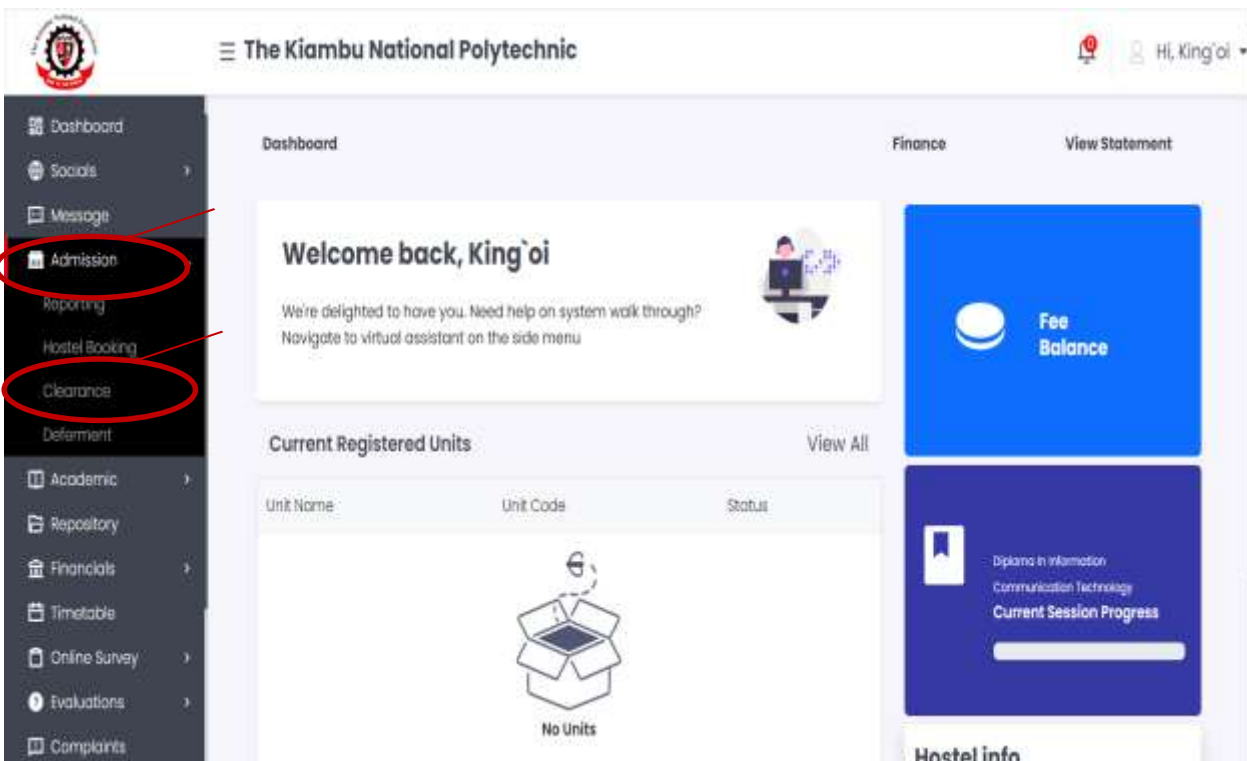 The Kiambu National Polytechnic
0
Hi, King`oi
Dashboard
Socials
Message
Admission
Reporting
Hostel Booking
Clearance
Deferment
Academic
Repository
Financials
Timetable
Online Survey
Evaluations
Complaints
Dashboard
Finance
View Statement
Welcome back, King`oi
We're delighted to have you. Need help on system walk through?
Navigate to virtual assistant on the side menu
Fee
Balance
Current Registered Units
View All
Unit Name
Unit Code
Status
No Units
Diploma in Information
Communication Technology
Current Session Progress
Hostel info